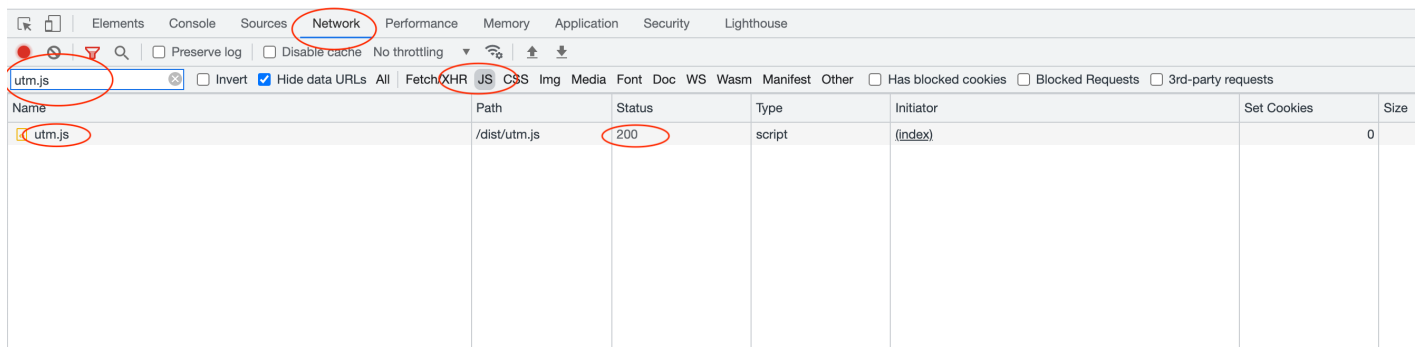 Elements Console Sources Network Performance Memory Application Security Lighthouse
Preserve log Disable cache No throttling
utm.js Invert Hide data URLs All Fetch/XHR JS CSS Img Media Font Doc WS Wasm Manifest Other Has blocked cookies Blocked Requests 3rd-party requests
Name Path Status Type Initiator Set Cookies Size
utm.js /dist/utm.js 200 script (index) 0